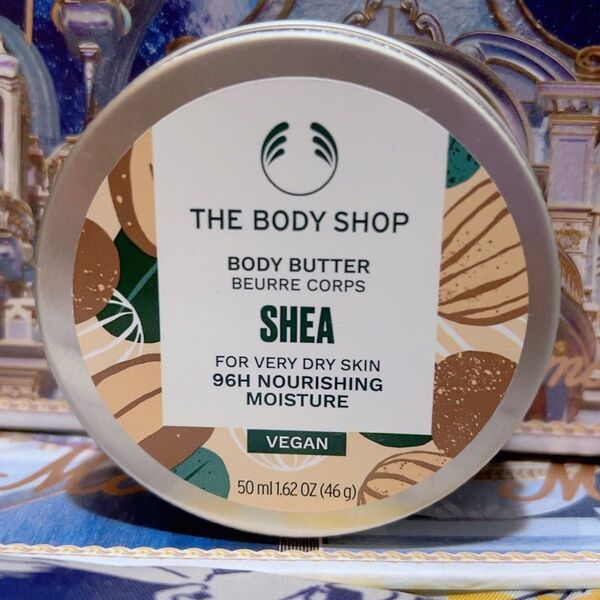 THE BODY SHOP
BODY BUTTER
BEURRE CORPS
SHEA
FOR VERY DRY SKIN
96H NOURISHING
MOISTURE
VEGAN
50 ml 1.62 OZ (46 g)